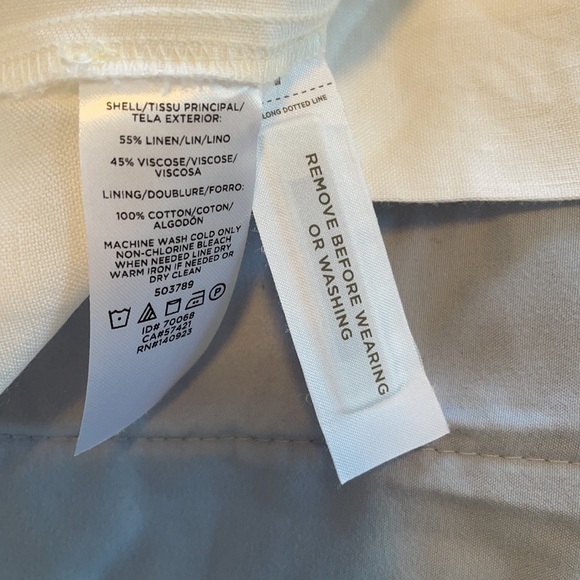 SHELL/TISSU PRINCIPAL/
TELA EXTERIOR:
55% LINEN/LIN/LINO
45% VISCOSE/VISCOSE/
VISCOSA
LINING/DOUBLURE/FORRO:
100% COTTON/COTON/
ALGODÓN
MACHINE WASH COLD ONLY
NON-CHLORINE BLEACH
WHEN NEEDED LINE DRY
WARM IRON IF NEEDED OR
DRY CLEAN
503789
P
ID# 70068
CA#57421
RN#140923
LONG DOTTED LINE
REMOVE BEFORE WEARING
OR WASHING